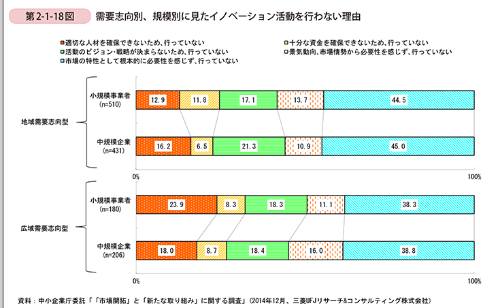 第2-1-18図 需要志向別、規模別に見たイノベーション活動を行わない理由
■適切な人材を確保できないため、行っていない 十分な資金を確保できないため、行っていない
■活動のビジョン・戦略が決まらないため、行っていない 景気動向、市場情勢から必要性を感じず、行っていない
市場の特性として根本的に必要性を感じず、行っていない
地域需要志向型
小規模事業者
(n=510)
12.9 11.8 17.1 13.7 44.5
中規模企業
(n=431)
16.2 6.5 21.3 10.9 45.0
0% 100%
広域需要志向型
小規模事業者
(n=180)
23.9 8.3 18.3 11.1 38.3
中規模企業
(n=206)
18.0 8.7 18.4 16.0 38.8
0% 100%
資料:中小企業庁委託「「市場開拓」と「新たな取り組み」に関する調査」(2014年12月、三菱UFJリサーチ&コンサルティング株式会社)